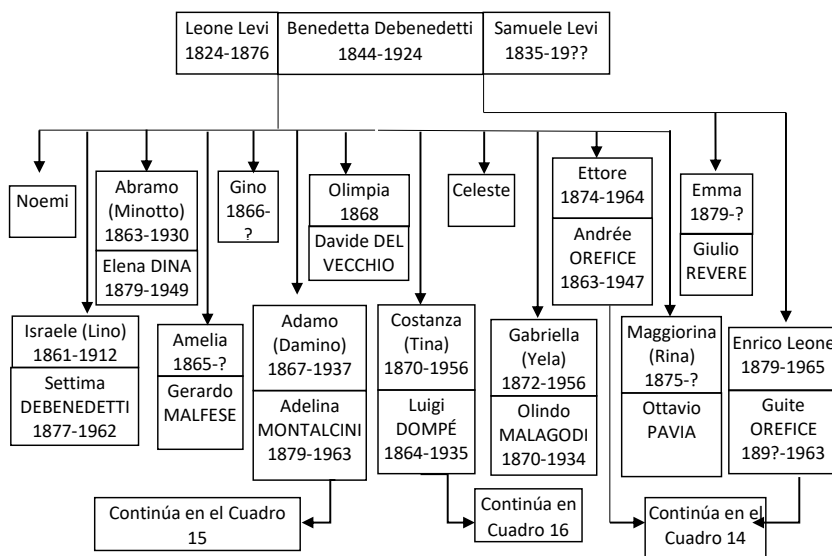 Leone Levi
1824-1876
Benedetta Debenedetti
1844-1924
Samuele Levi
1835-19??
Noemi
Abramo
(Minotto)
1863-1930
Elena DINA
1879-1949
Gino
1866-
?
Olimpia
1868
Davide DEL
VECCHIO
Celeste
Ettore
1874-1964
Andrée
OREFICE
1863-1947
Emma
1879-?
Giulio
REVERE
Israele (Lino)
1861-1912
Settima
DEBENEDETTI
1877-1962
Amelia
1865-?
Gerardo
MALFESE
Adamo
(Damino)
1867-1937
Adelina
MONTALCINI
1879-1963
Costanza
(Tina)
1870-1956
Luigi
DOMPÉ
1864-1935
Gabriella
(Yela)
1872-1956
Olindo
MALAGODI
1870-1934
Maggiorina
(Rina)
1875-?
Ottavio
PAVIA
Enrico Leone
1879-1965
Guite
OREFICE
189?-1963
Continúa en el Cuadro
15
Continúa en
Cuadro 16
Continúa en el
Cuadro 14